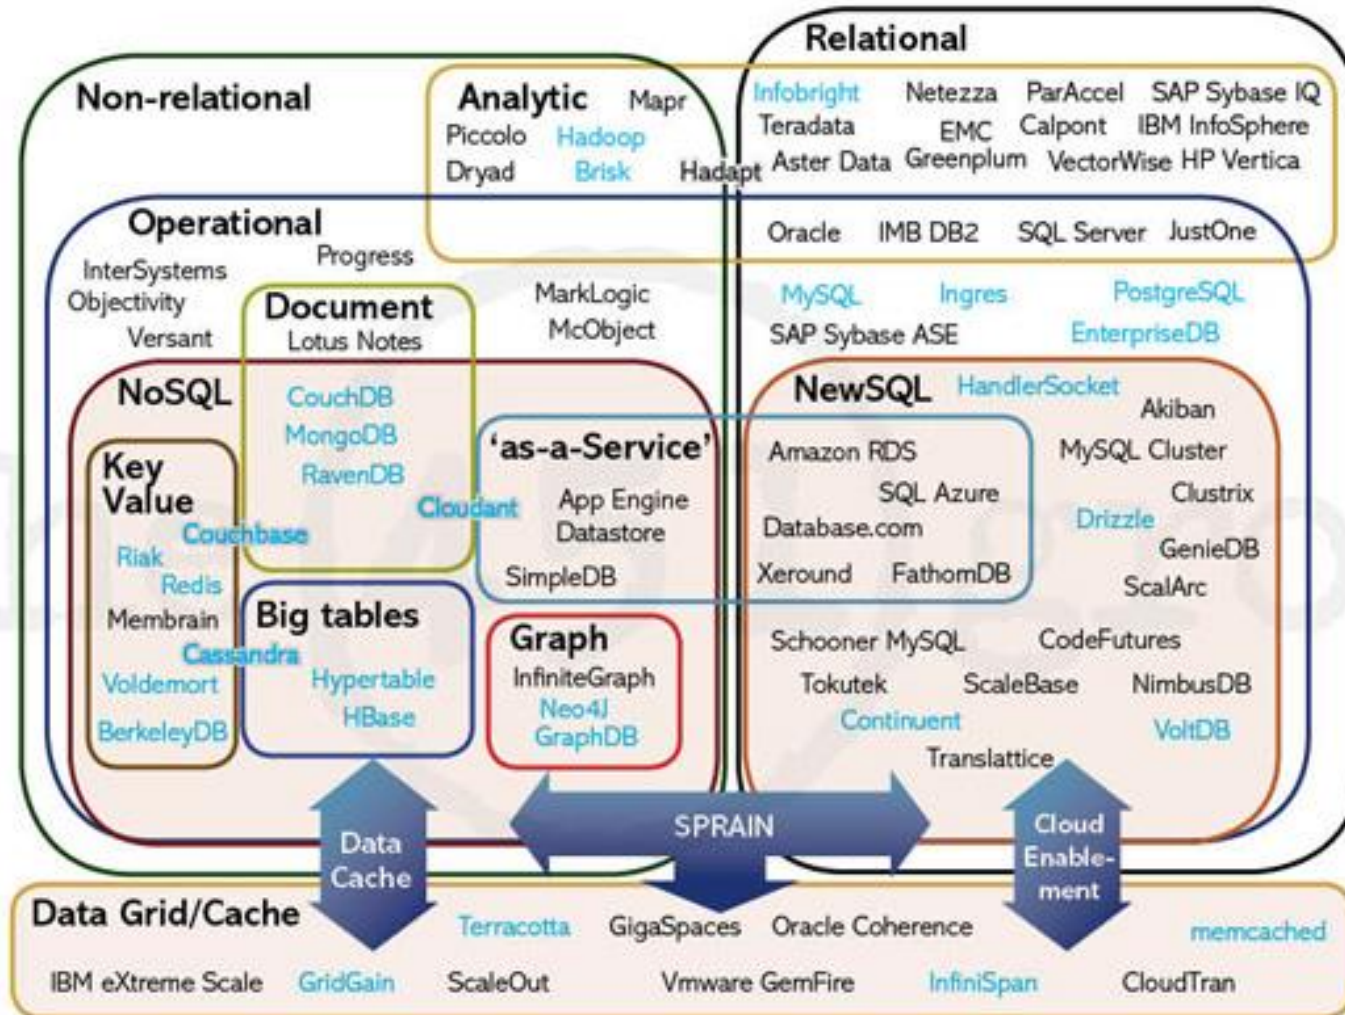 Relational
Non-relational
Analytic
Mapr
Piccolo
Hadoop
Dryad
Brisk
Hadapt
Infobright
Netezza
ParAccel
SAP Sybase IQ
Teradata
EMC
Calpont
IBM InfoSphere
Aster Data
Greenplum
VectorWise
HP Vertica
Operational
Oracle
IMB DB2
SQL Server
JustOne
InterSystems
Progress
Objectivity
Versant
Document
Lotus Notes
MarkLogic
McObject
MySQL
Ingres
PostgreSQL
SAP Sybase ASE
EnterpriseDB
NoSQL
CouchDB
MongoDB
RavenDB
Key
Value
Couchbase
Riak
Redis
Membrain
Cassandra
Voldemort
BerkeleyDB
Cloudant
'as-a-Service'
App Engine
Datastore
SimpleDB
Big tables
Hypertable
HBase
Graph
InfiniteGraph
Neo4J
GraphDB
NewSQL
HandlerSocket
Akiban
Amazon RDS
MySQL Cluster
SQL Azure
Clustrix
Database.com
Drizzle
GenieDB
Xeround
FathomDB
ScalArc
Schooner MySQL
CodeFutures
Tokutek
ScaleBase
NimbusDB
Continuent
VoltDB
Translattice
Data
Cache
SPRAIN
Cloud
Enable-
ment
Data Grid/Cache
Terracotta
GigaSpaces
Oracle Coherence
memcached
IBM eXtreme Scale
GridGain
ScaleOut
Vmware GemFire
InfiniSpan
CloudTran